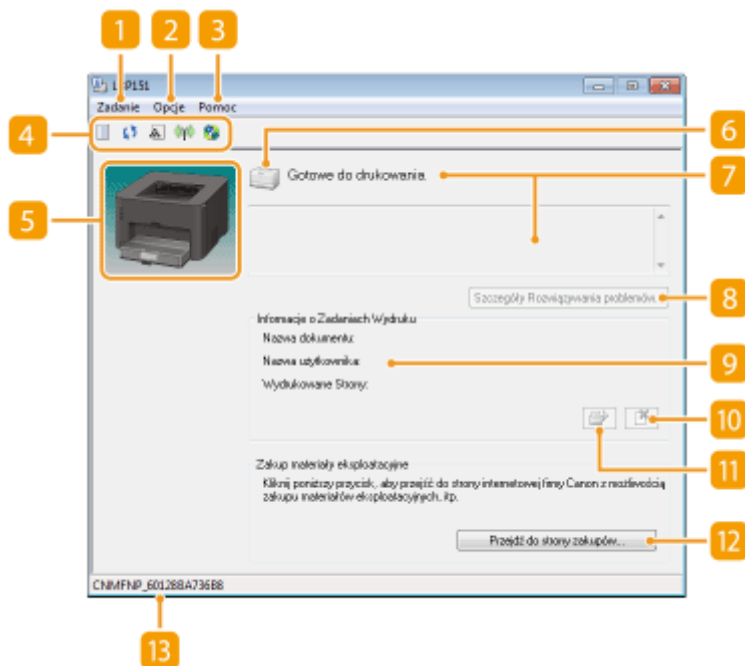 1 2 3
LBP151
Zadanie Opcje Pomoc
4
5
6
Gotowe do drukowania.
7
Szczegóły Rozwiązywania problemów...
8
Informacje o Zadaniach Wydruku
Nazwa dokumentu:
Nazwa użytkownika:
9
Wydrukowane Strony:
10
11
Zakup materiały eksploatacyjne
Kliknij poniższy przycisk, aby przejść do strony internetowej firmy Canon z możliwością
zakupu materiałów eksploatacyjnych, itp.
Przejdź do strony zakupów...
12
CNMFNP_60128BA736B8
13